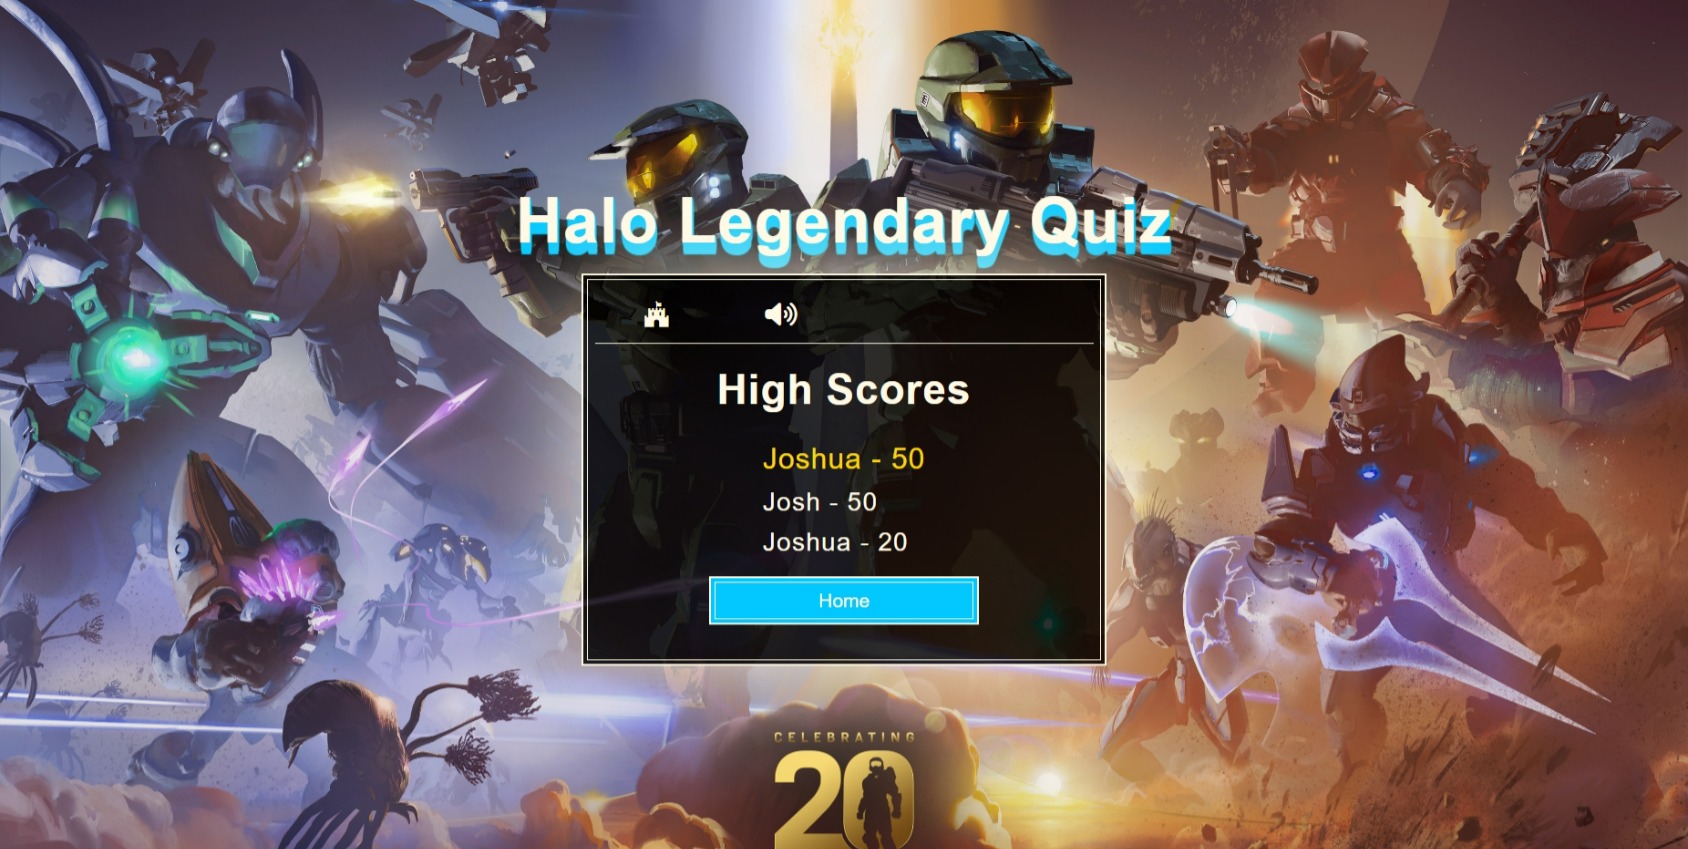 Halo Legendary Quiz
High Scores
Joshua - 50
Josh - 50
Joshua - 20
Home
CELEBRATING
20